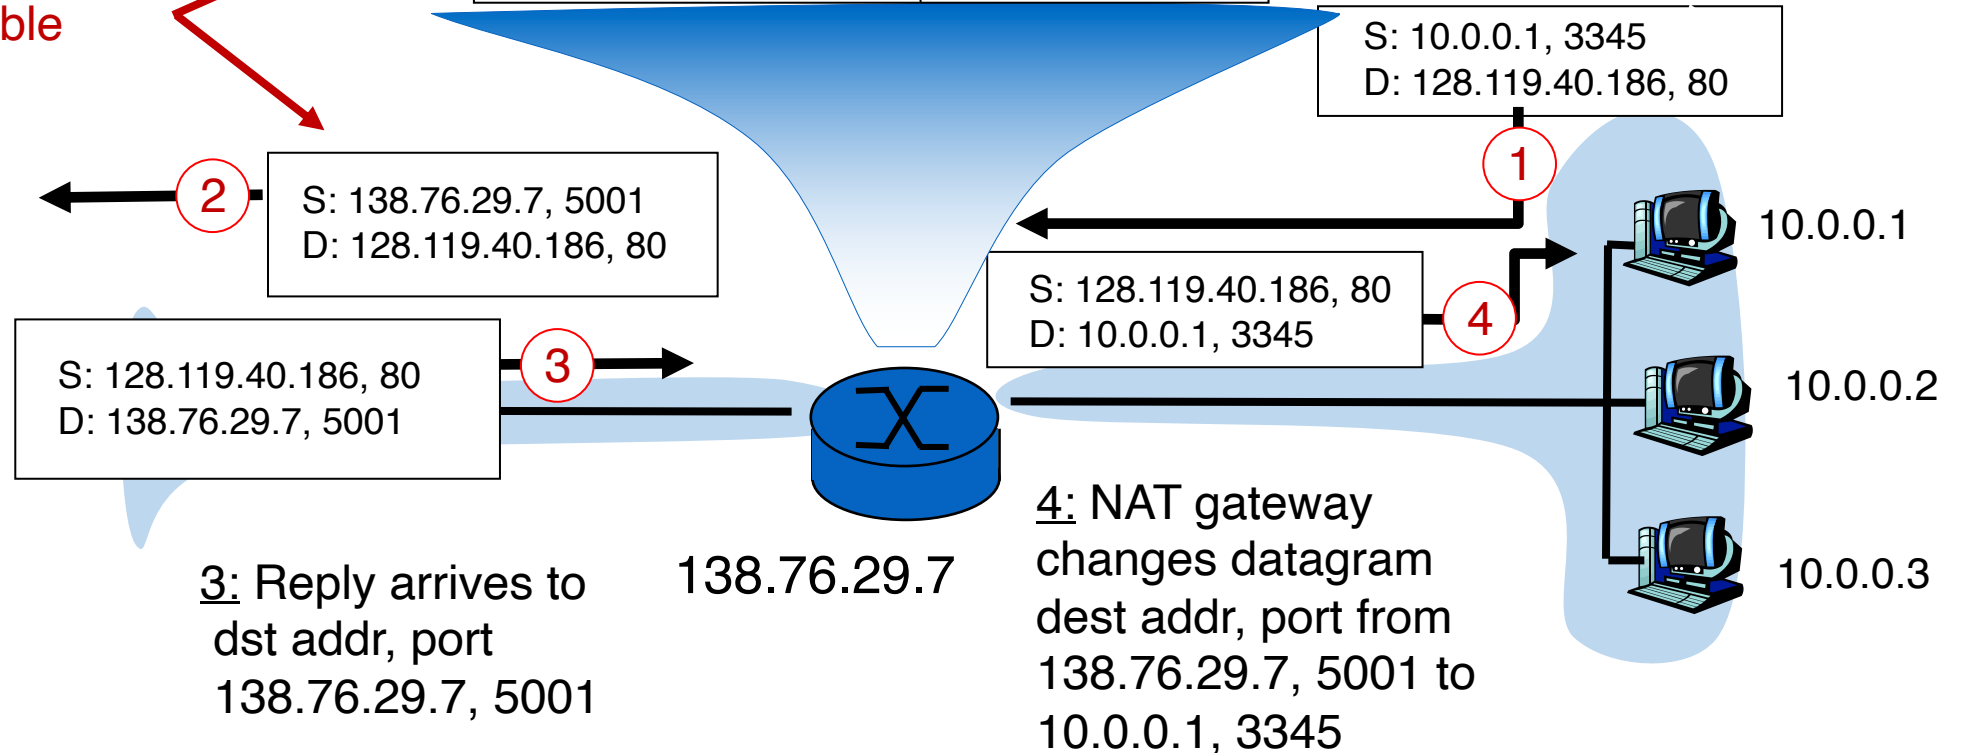 ble
S: 10.0.0.1, 3345
D: 128.119.40.186, 80
1
2
S: 138.76.29.7, 5001
D: 128.119.40.186, 80
10.0.0.1
S: 128.119.40.186, 80
D: 10.0.0.1, 3345
4
S: 128.119.40.186, 80
D: 138.76.29.7, 5001
3
10.0.0.2
10.0.0.3
138.76.29.7
3: Reply arrives to
dst addr, port
138.76.29.7, 5001
4: NAT gateway
changes datagram
dest addr, port from
138.76.29.7, 5001 to
10.0.0.1, 3345